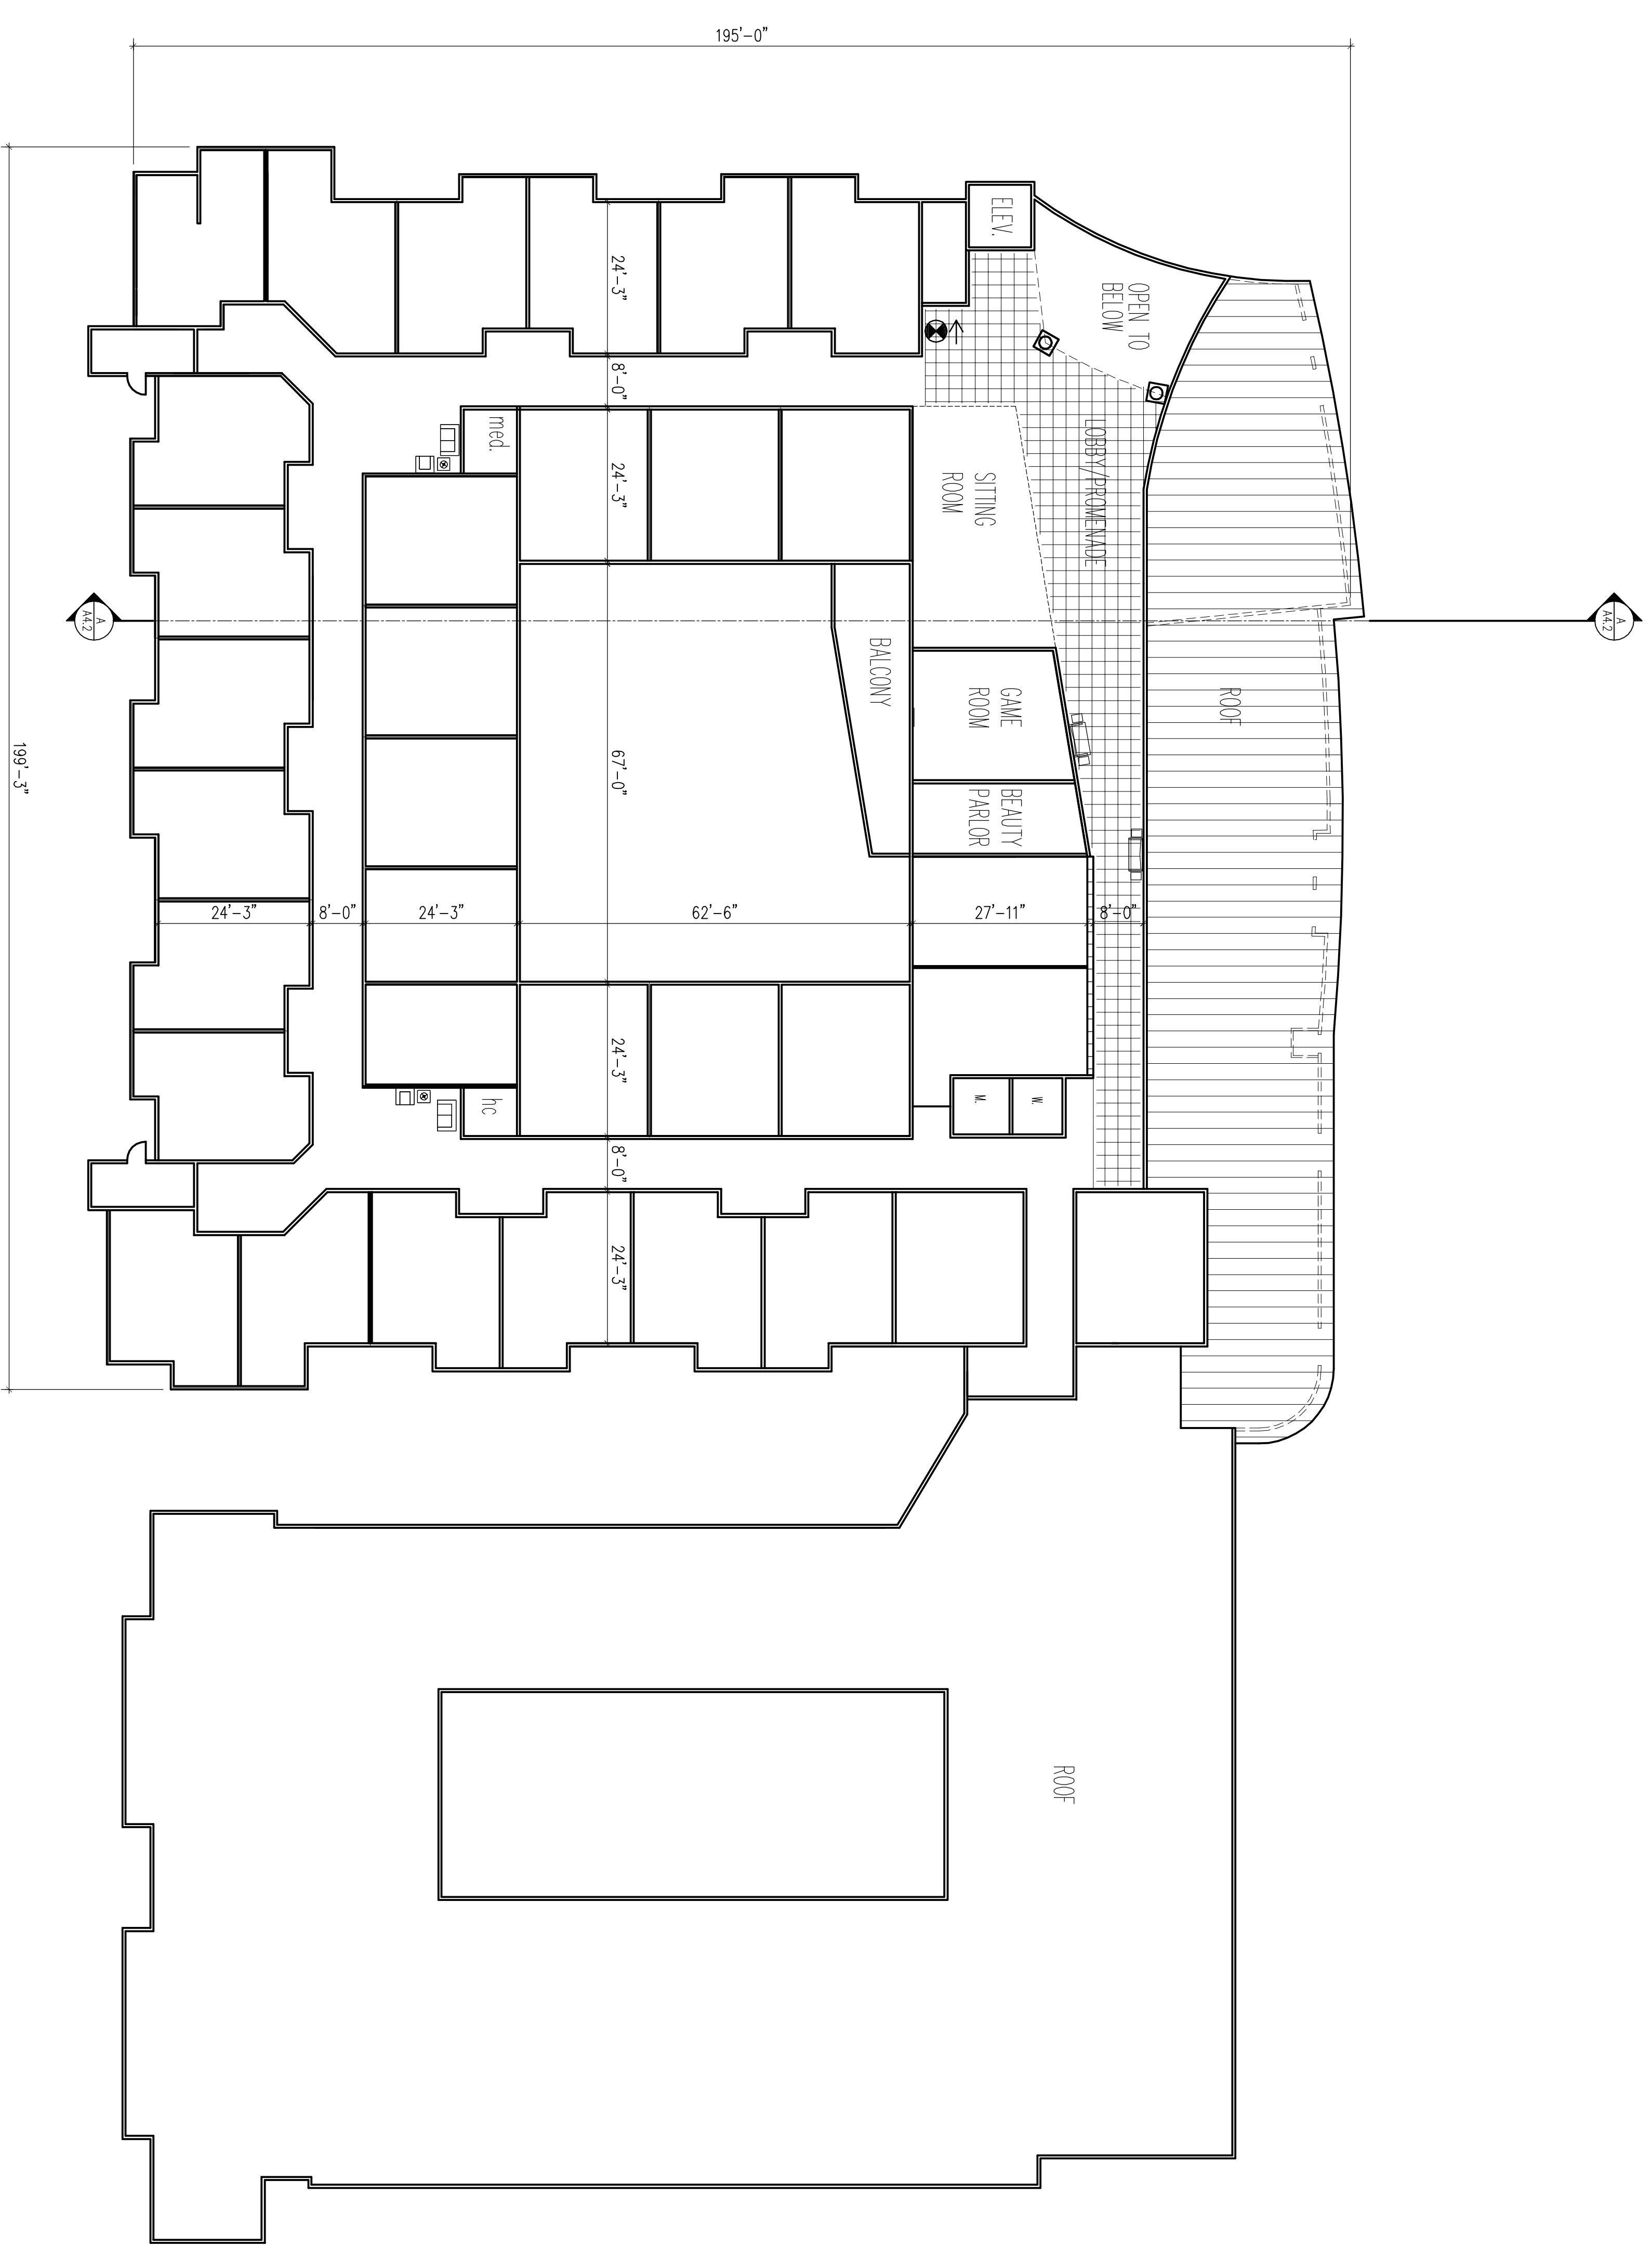 195'-0"
199'-3"
ELEV.
OPEN TO
BELOW
LOBBY/PROMENADE
SITTING
ROOM
GAME
ROOM
BEAUTY
PARLOR
BALCONY
ROOF
med.
hc
M.
W.
24'-3"
8'-0"
24'-3"
67'-0"
24'-3"
8'-0"
24'-3"
24'-3"
8'-0"
24'-3"
62'-6"
27'-11"
8'-0"
A
A4.2
A
A4.2
ROOF